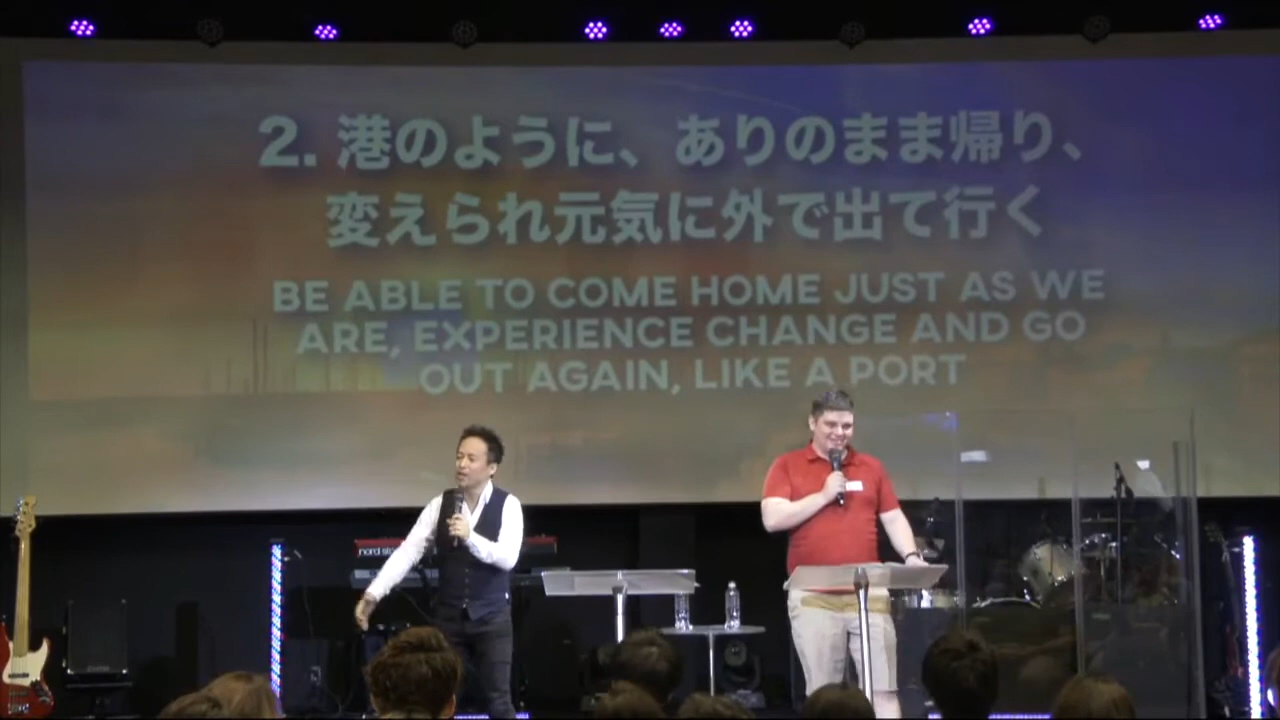 2. 港のように、ありのまま帰り、
変えられ元気に外で出て行く
BE ABLE TO COME HOME JUST AS WE
ARE, EXPERIENCE CHANGE AND GO
OUT AGAIN, LIKE A PORT
nord sta